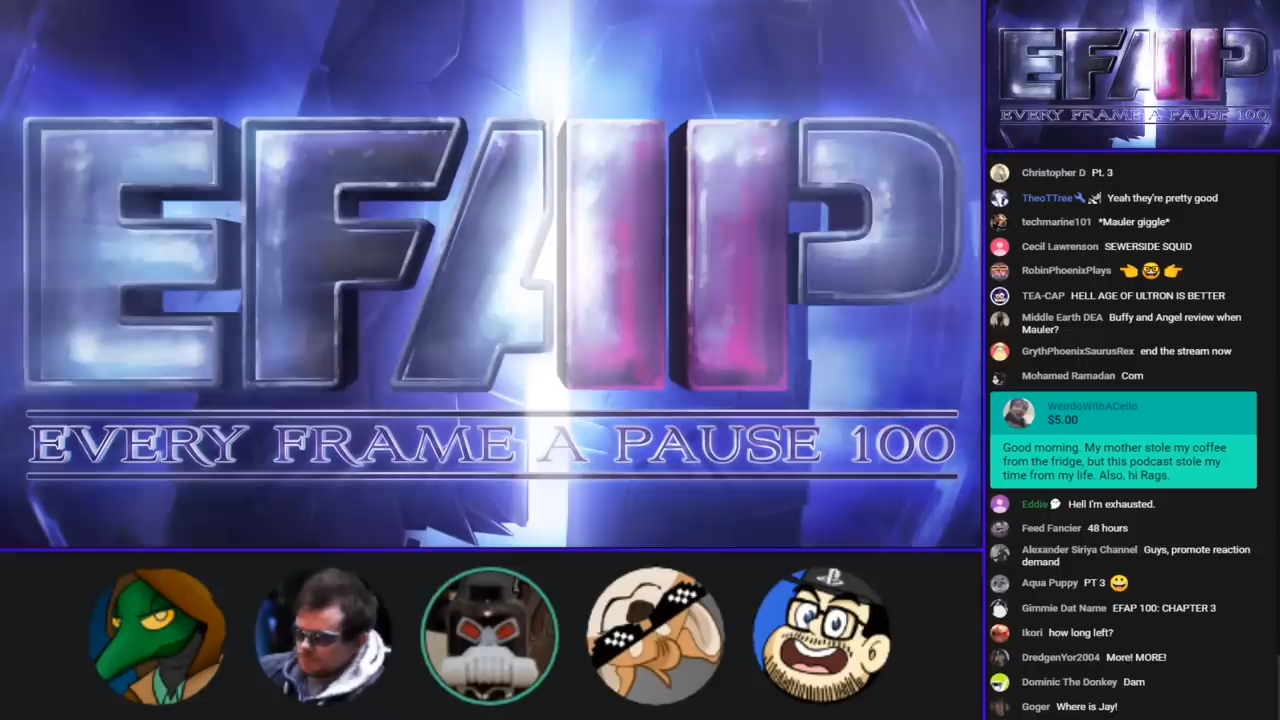 EFAP
EVERY FRAME A PAUSE 100
EFAP
EVERY FRAME A PAUSE 100
Christopher D Pt. 3
TheoTTree Yeah they're pretty good
techmarine101 *Mauler giggle*
Cecil Lawrenson SEWERSIDE SQUID
RobinPhoenixPlays
TEA-CAP HELL AGE OF ULTRON IS BETTER
Middle Earth DEA Buffy and Angel review when
Mauler?
GrythPhoenixSaurusRex end the stream now
Mohamed Ramadan Com
WeirdoWithACello
$5.00
Good morning. My mother stole my coffee
from the fridge, but this podcast stole my
time from my life. Also, hi Rags.
Eddie Hell I'm exhausted.
Feed Fancier 48 hours
Alexander Siriya Channel Guys, promote reaction
demand
Aqua Puppy PT 3
Gimmie Dat Name EFAP 100: CHAPTER 3
Ikori how long left?
DredgenYor2004 More! MORE!
Dominic The Donkey Dam
Goger Where is Jay!